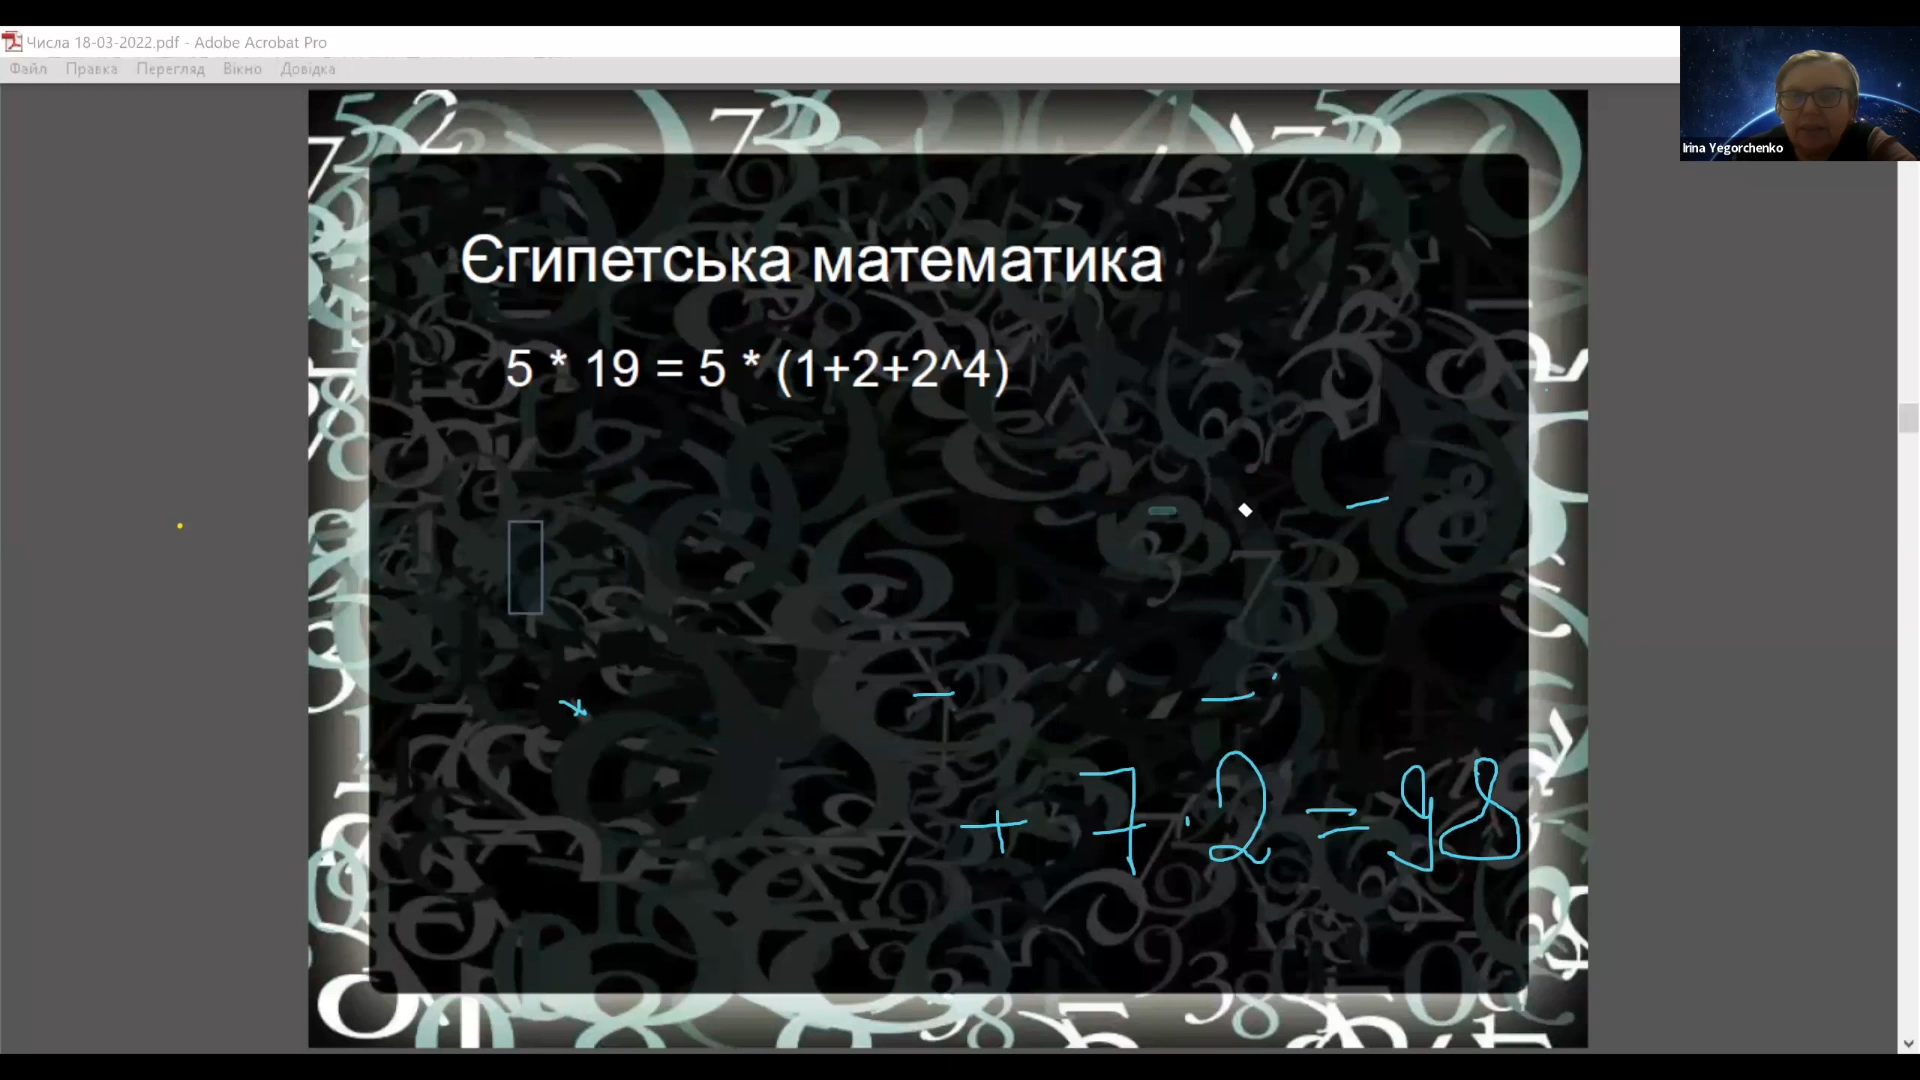 Числа 18-03-2022.pdf - Adobe Acrobat Pro
Файл Правка Перегляд Вікно Довідка
Irina Yegorchenko
Єгипетська математика
5 * 19 = 5 * (1+2+2^4)
+ 7 · 2 = 98